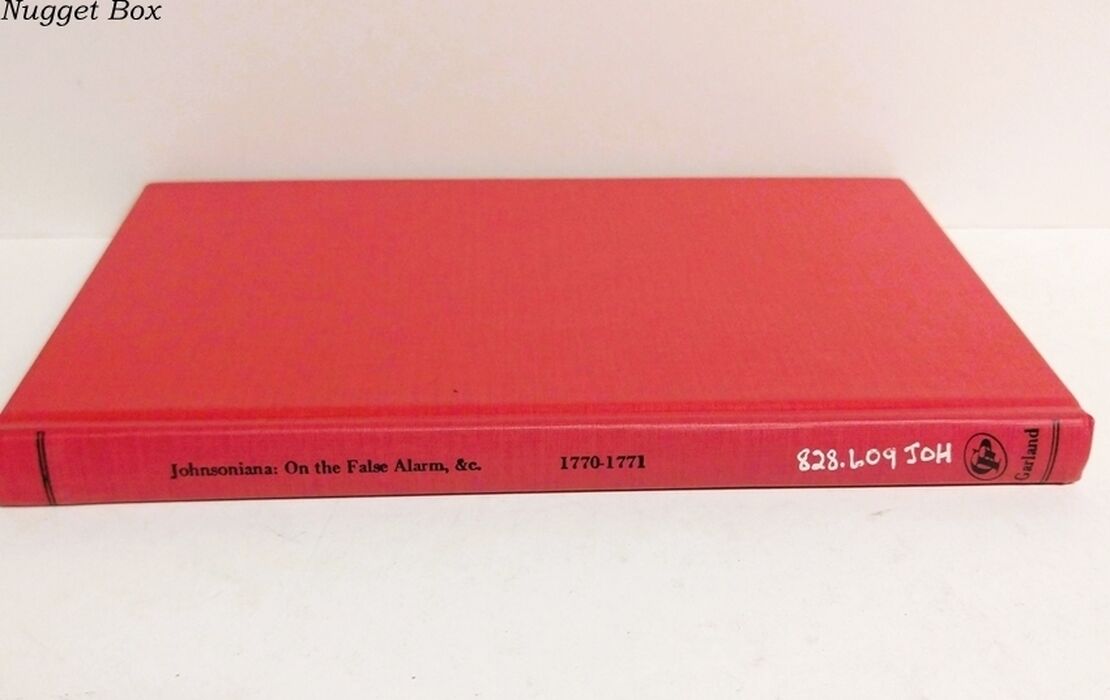 Nugget Box
Johnsoniana: On the False Alarm, &c. 1770-1771 828.609 JOH
Garland